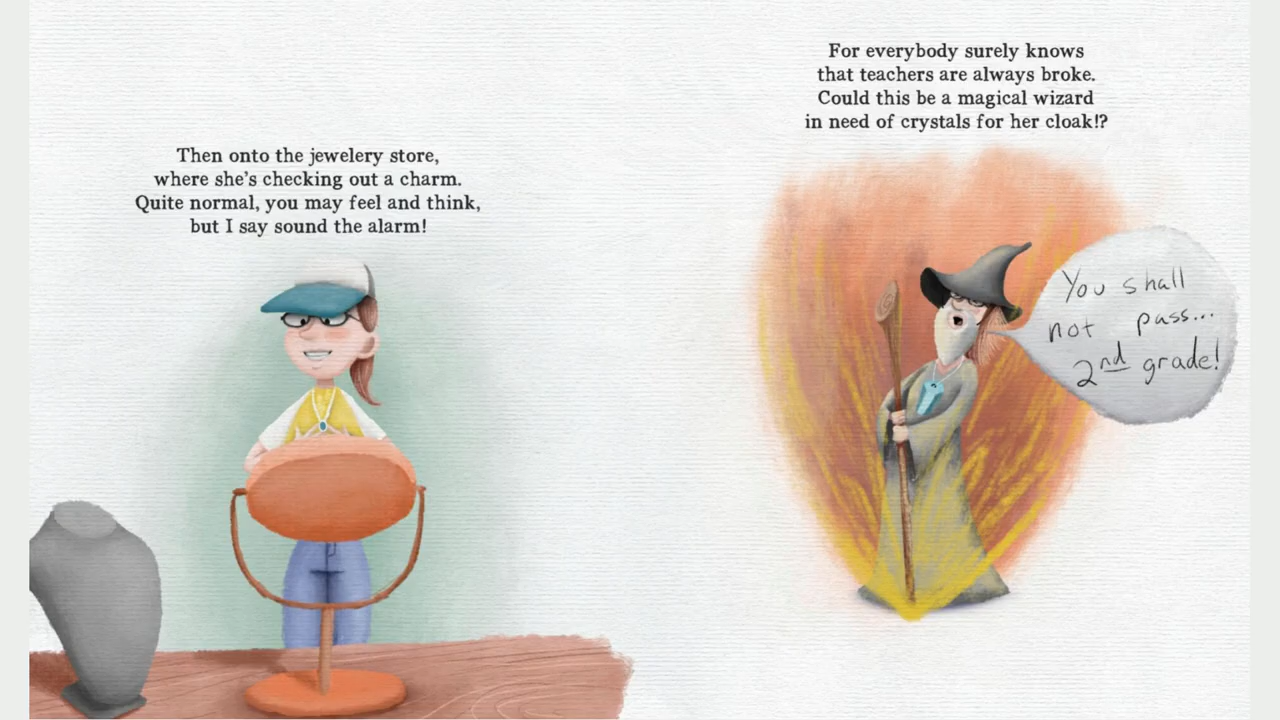 Then onto the jewelery store,
where she's checking out a charm.
Quite normal, you may feel and think,
but I say sound the alarm!
For everybody surely knows
that teachers are always broke.
Could this be a magical wizard
in need of crystals for her cloak!?
You shall
not pass...
2nd grade!